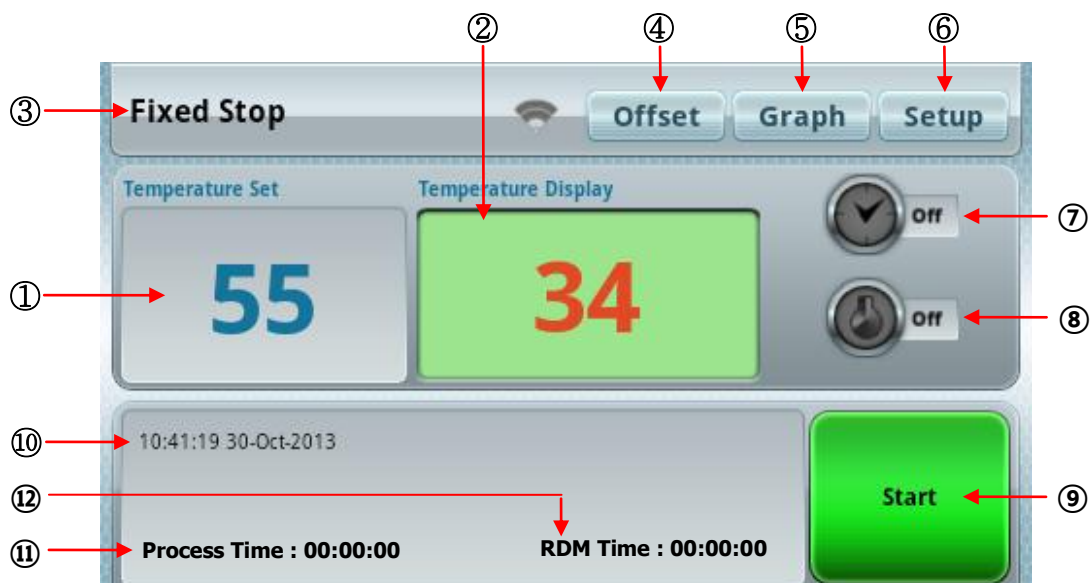 ② ④ ⑤ ⑥
③ Fixed Stop Offset Graph Setup
Temperature Set Temperature Display
Off ⑦
① 55 34
Off ⑧
⑩ 10:41:19 30-Oct-2013
⑫ Start ⑨
⑪ Process Time : 00:00:00 RDM Time : 00:00:00